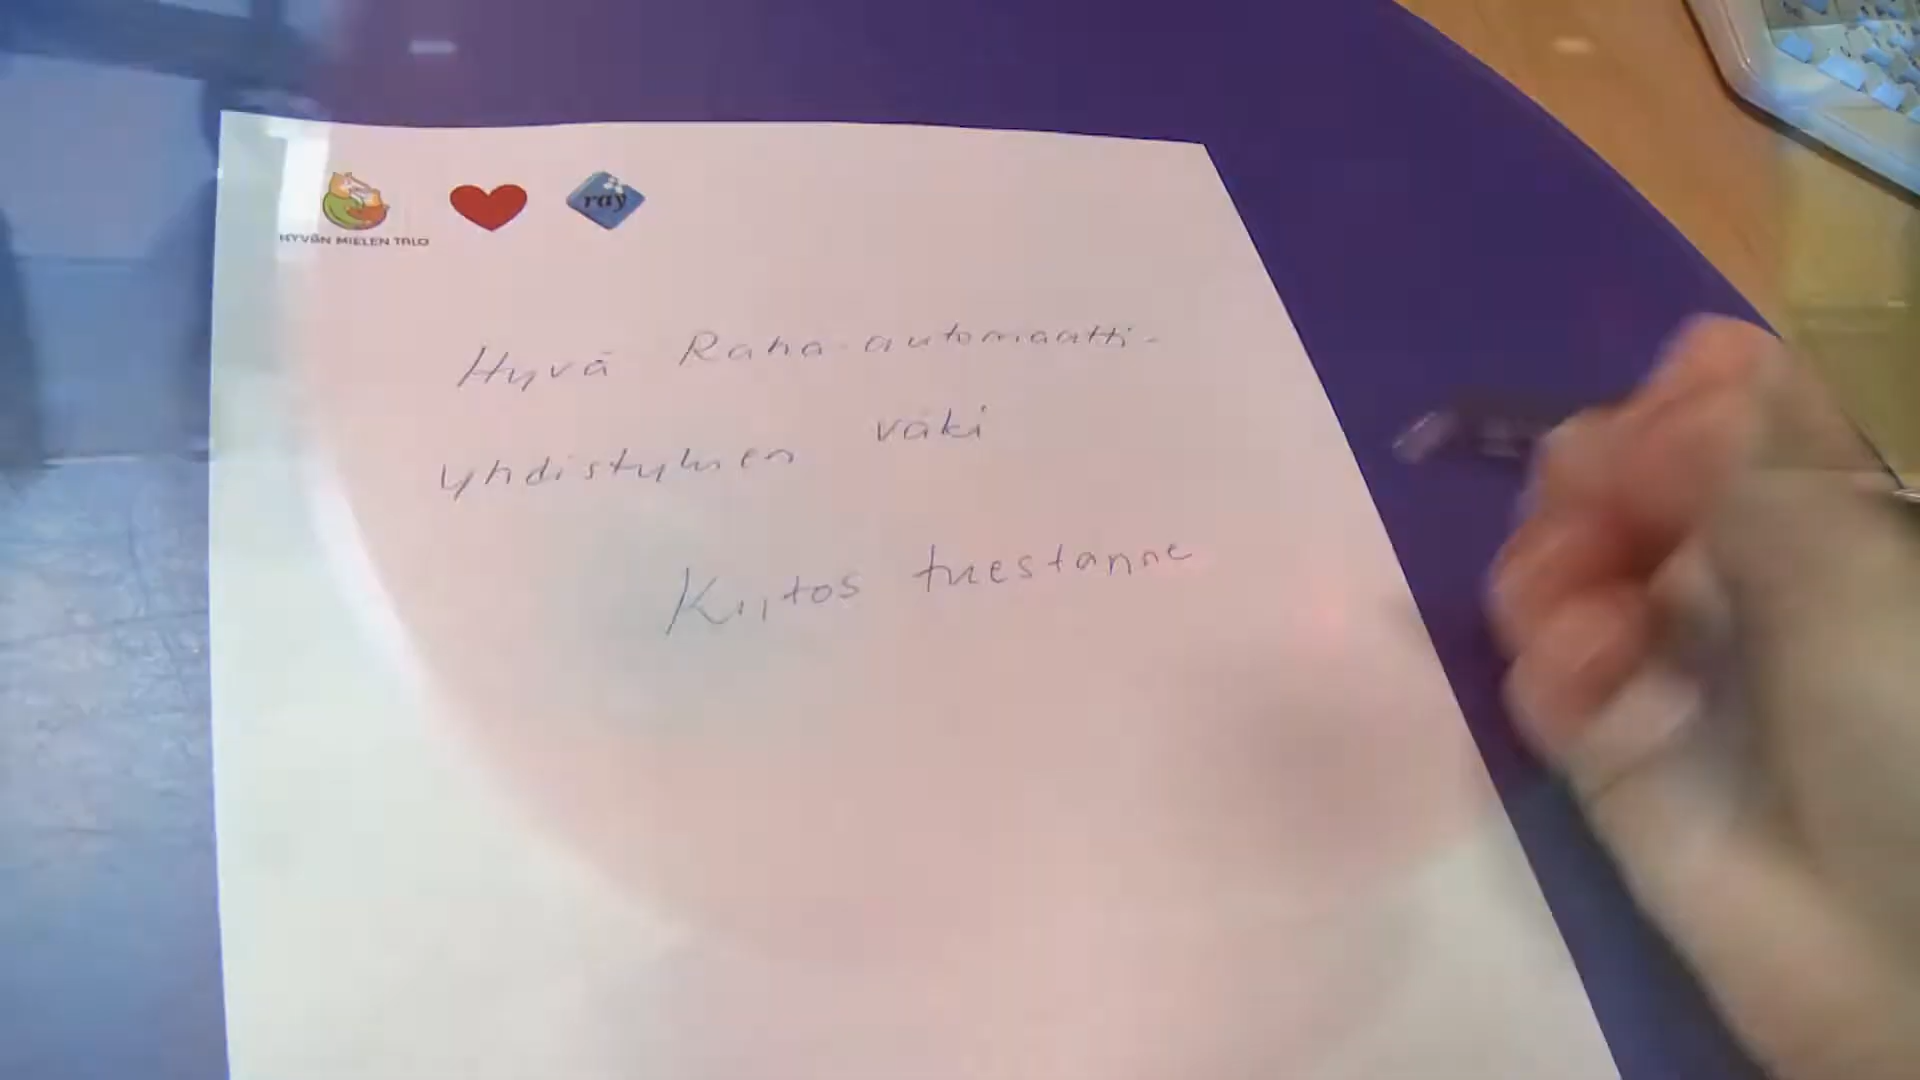 HYVÄN MIELEN TALO
ray
Hyvä Raha-automaatti-
yhdistyksen väki
Kiitos tuestanne